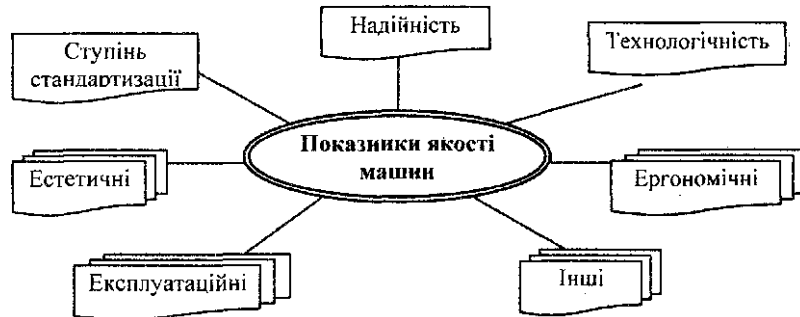 Надійність
Ступінь
стандартизації
Технологічність
Показники якості
машин
Естетичні
Ергономічні
Експлуатаційні
Інші